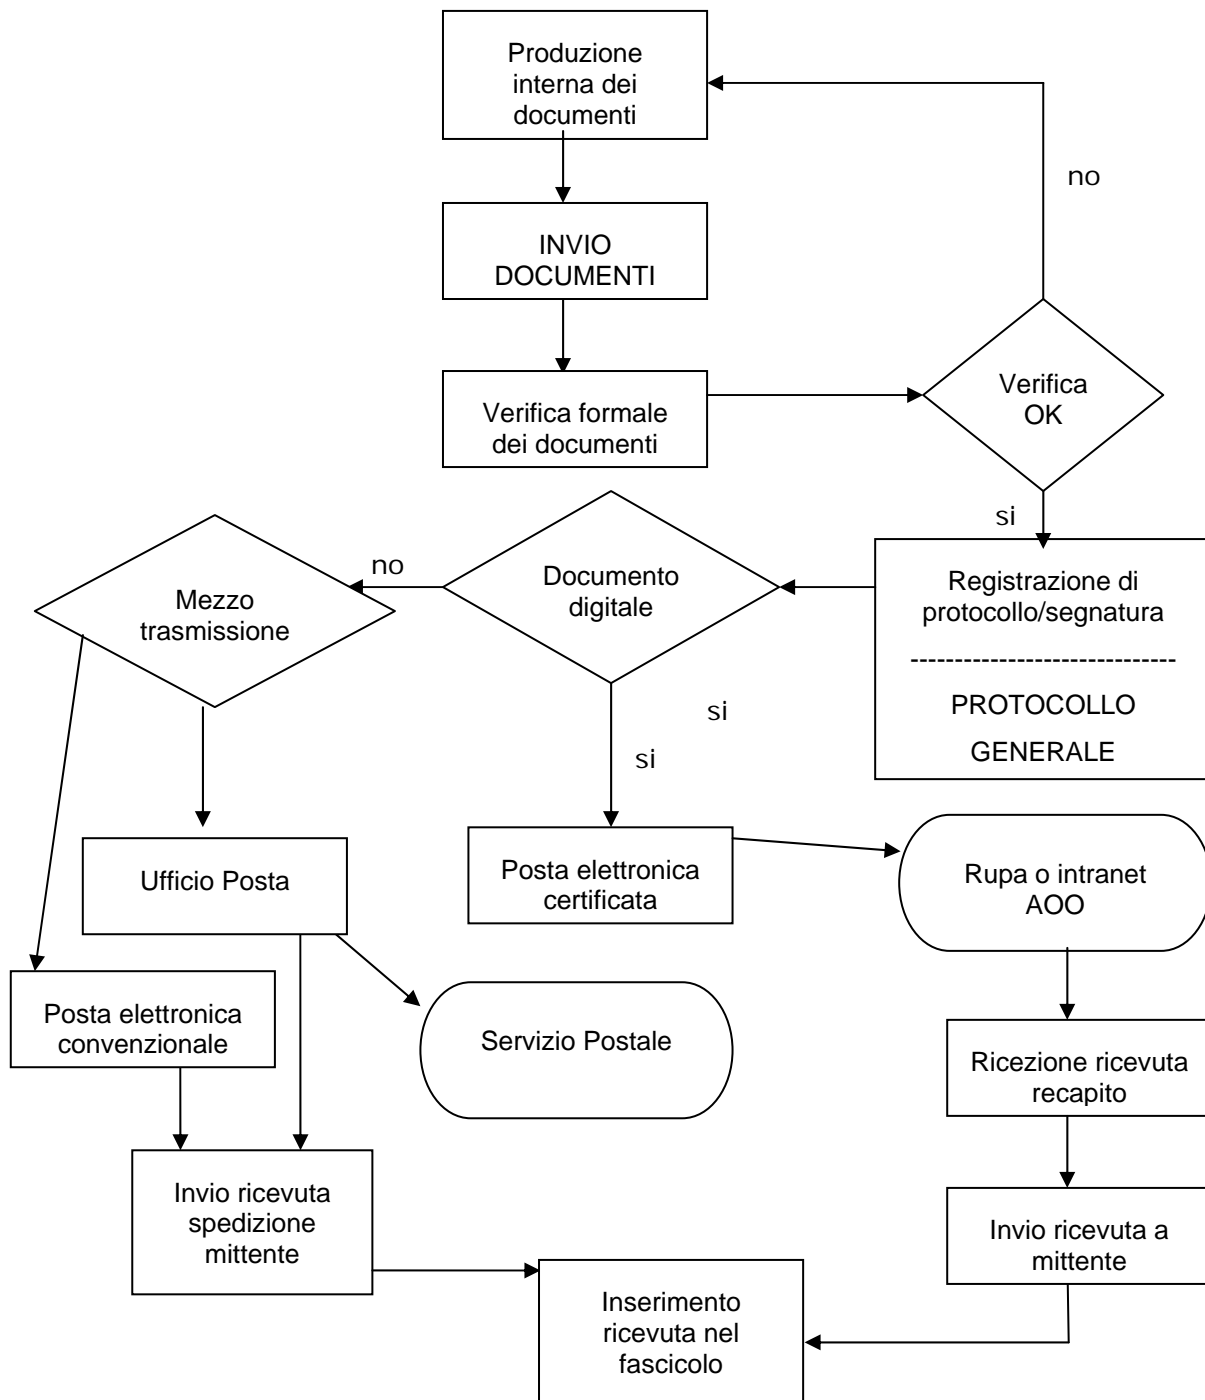 Produzione
interna dei
documenti
no
INVIO
DOCUMENTI
Verifica formale
dei documenti
Verifica
OK
si
Registrazione di
protocollo/segnatura
------------------------------
PROTOCOLLO
GENERALE
Documento
digitale
no
Mezzo
trasmissione
si
si
Ufficio Posta
Posta elettronica
certificata
Rupa o intranet
AOO
Posta elettronica
convenzionale
Servizio Postale
Ricezione ricevuta
recapito
Invio ricevuta
spedizione
mittente
Invio ricevuta a
mittente
Inserimento
ricevuta nel
fascicolo